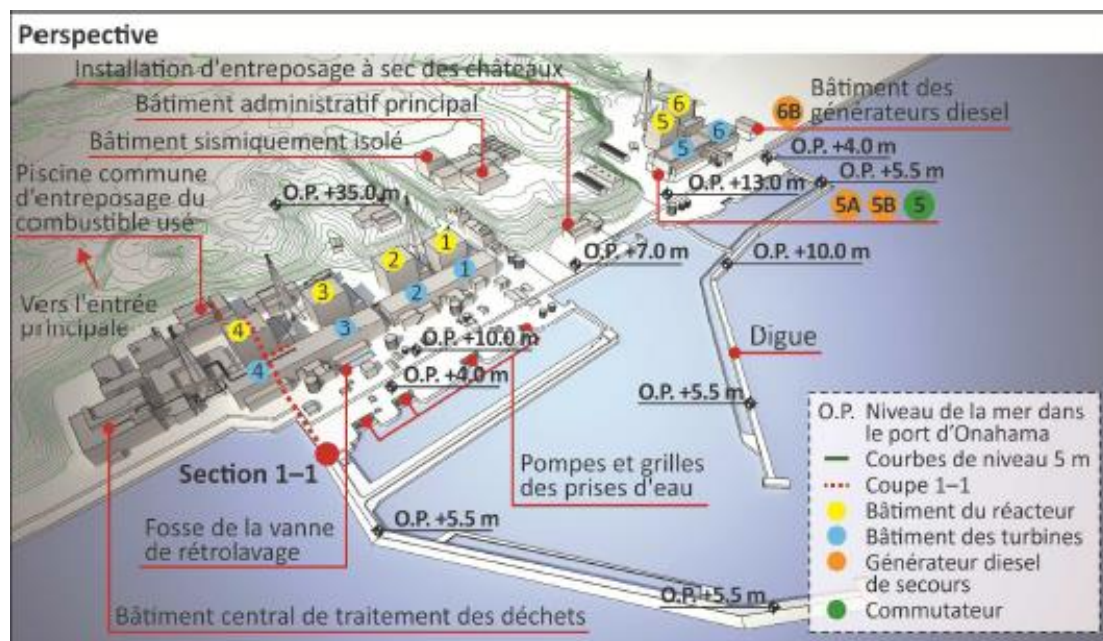 Perspective
Installation d'entreposage à sec des châteaux
Bâtiment administratif principal
Bâtiment sismiquement isolé
Piscine commune
d'entreposage du
combustible usé
O.P. +35.0 m
Vers l'entrée
principale
6
5
6
5
6B
Bâtiment des
générateurs diesel
O.P. +4.0 m
O.P. +5.5 m
O.P. +13.0 m
5A
5B
5
O.P. +7.0 m
O.P. +10.0 m
1
2
1
2
3
3
4
4
O.P. +10.0 m
O.P. +4.0 m
Digue
O.P. +5.5 m
Section 1–1
Pompes et grilles
des prises d'eau
Fosse de la vanne
de rétrolavage
O.P. +5.5 m
O.P. +5.5 m
Bâtiment central de traitement des déchets
O.P. Niveau de la mer dans
le port d'Onahama
Courbes de niveau 5 m
Coupe 1–1
Bâtiment du réacteur
Bâtiment des turbines
Générateur diesel
de secours
Commutateur